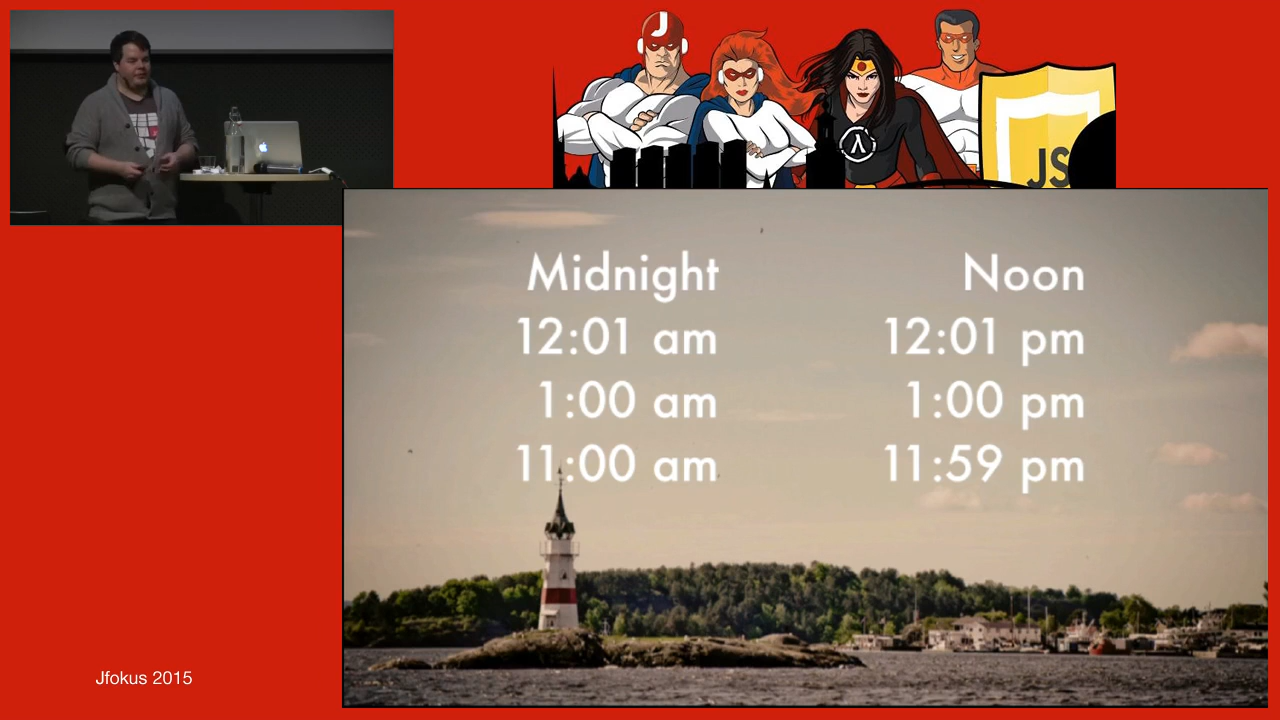 J
λ
JS
Midnight Noon
12:01 am 12:01 pm
1:00 am 1:00 pm
11:00 am 11:59 pm
Jfokus 2015